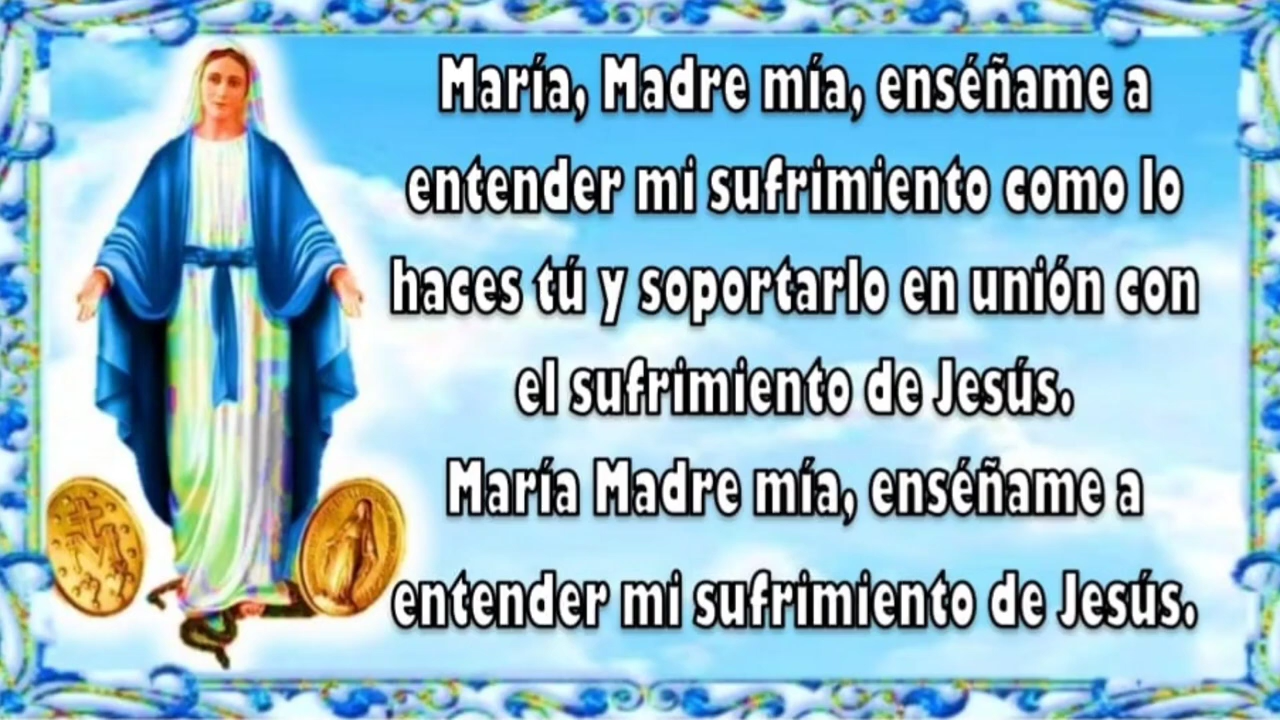 María, Madre mía, enséñame a
entender mi sufrimiento como lo
haces tú y soportarlo en unión con
el sufrimiento de Jesús.
María Madre mía, enséñame a
entender mi sufrimiento de Jesús.